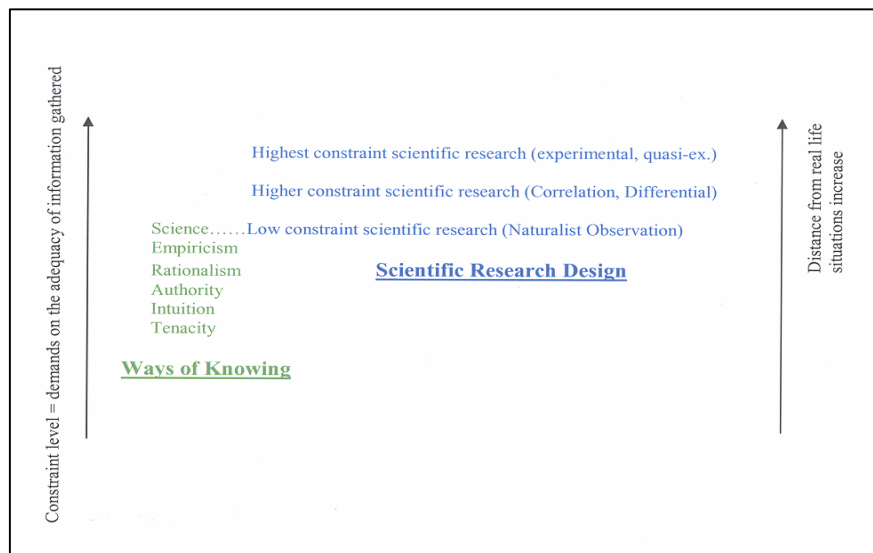 Constraint level = demands on the adequacy of information gathered
Highest constraint scientific research (experimental, quasi-ex.)
Higher constraint scientific research (Correlation, Differential)
Science......Low constraint scientific research (Naturalist Observation)
Empiricism
Rationalism
Authority
Intuition
Tenacity
Scientific Research Design
Ways of Knowing
Distance from real life
situations increase